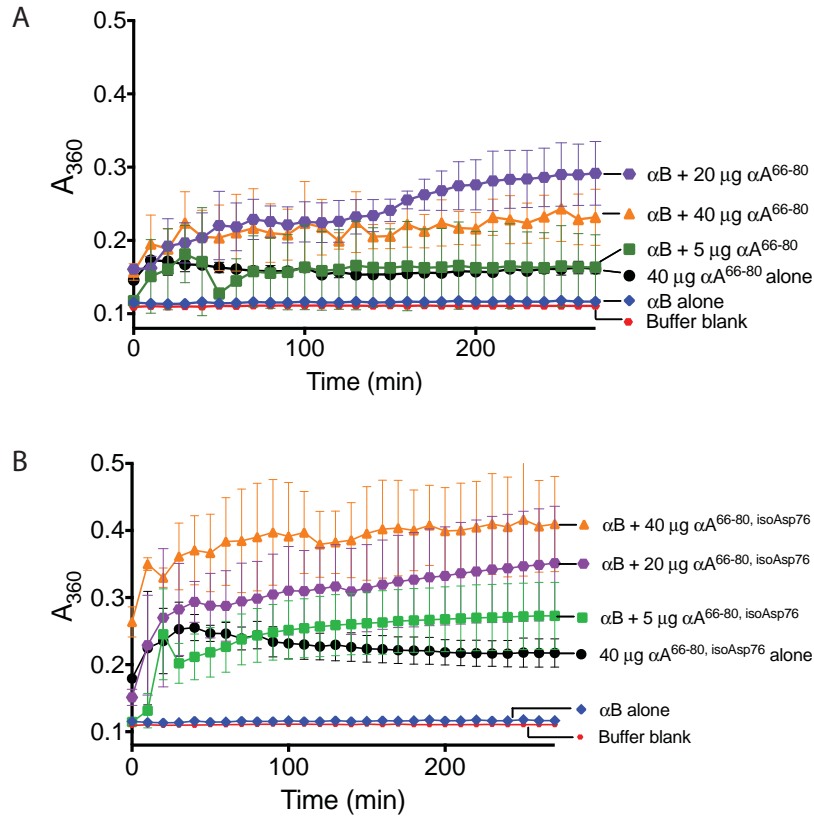 A
0.5
0.4
0.3
0.2
0.1
A360
0
100
200
Time (min)
αB + 20 μg αA66-80
αB + 40 μg αA66-80
αB + 5 μg αA66-80
40 μg αA66-80 alone
αB alone
Buffer blank
B
0.5
0.4
0.3
0.2
0.1
A360
0
100
200
Time (min)
αB + 40 μg αA66-80, isoAsp76
αB + 20 μg αA66-80, isoAsp76
αB + 5 μg αA66-80, isoAsp76
40 μg αA66-80, isoAsp76 alone
αB alone
Buffer blank